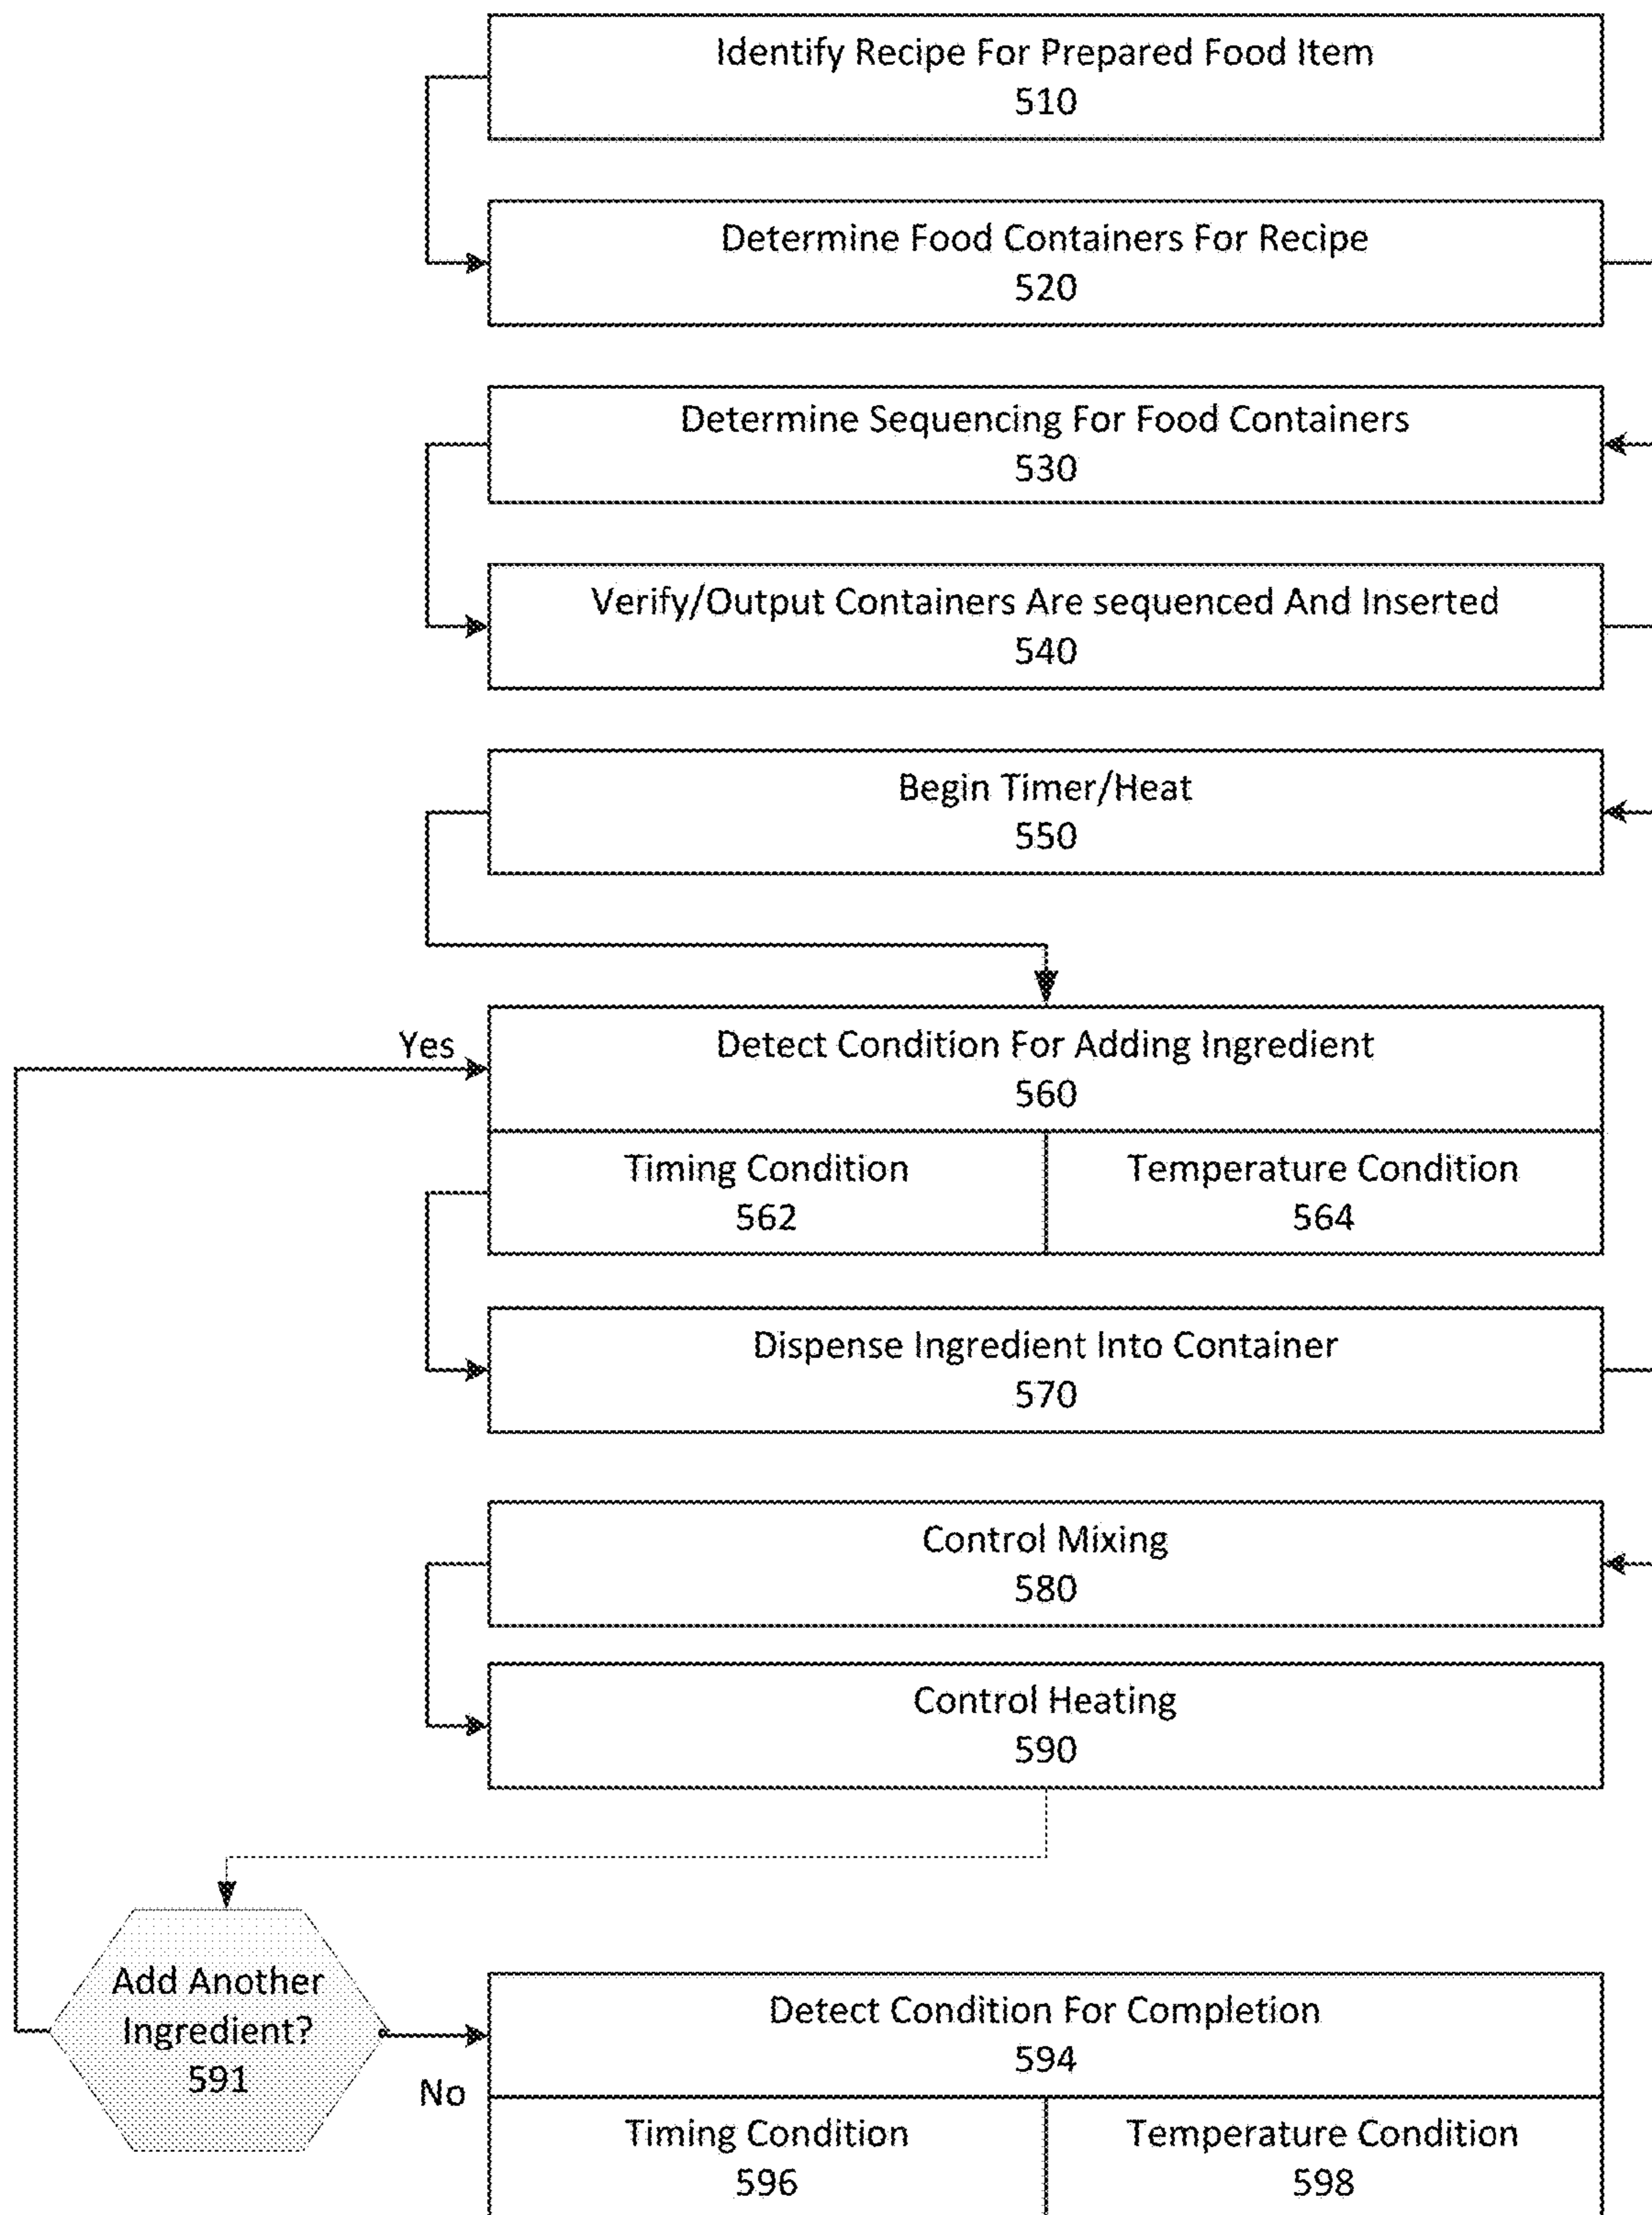 Identify Recipe For Prepared Food Item
510
Determine Food Containers For Recipe
520
Determine Sequencing For Food Containers
530
Verify/Output Containers Are sequenced And Inserted
540
Begin Timer/Heat
550
Yes
Detect Condition For Adding Ingredient
560
Timing Condition
562
Temperature Condition
564
Dispense Ingredient Into Container
570
Control Mixing
580
Control Heating
590
Add Another
Ingredient?
591
No
Detect Condition For Completion
594
Timing Condition
596
Temperature Condition
598